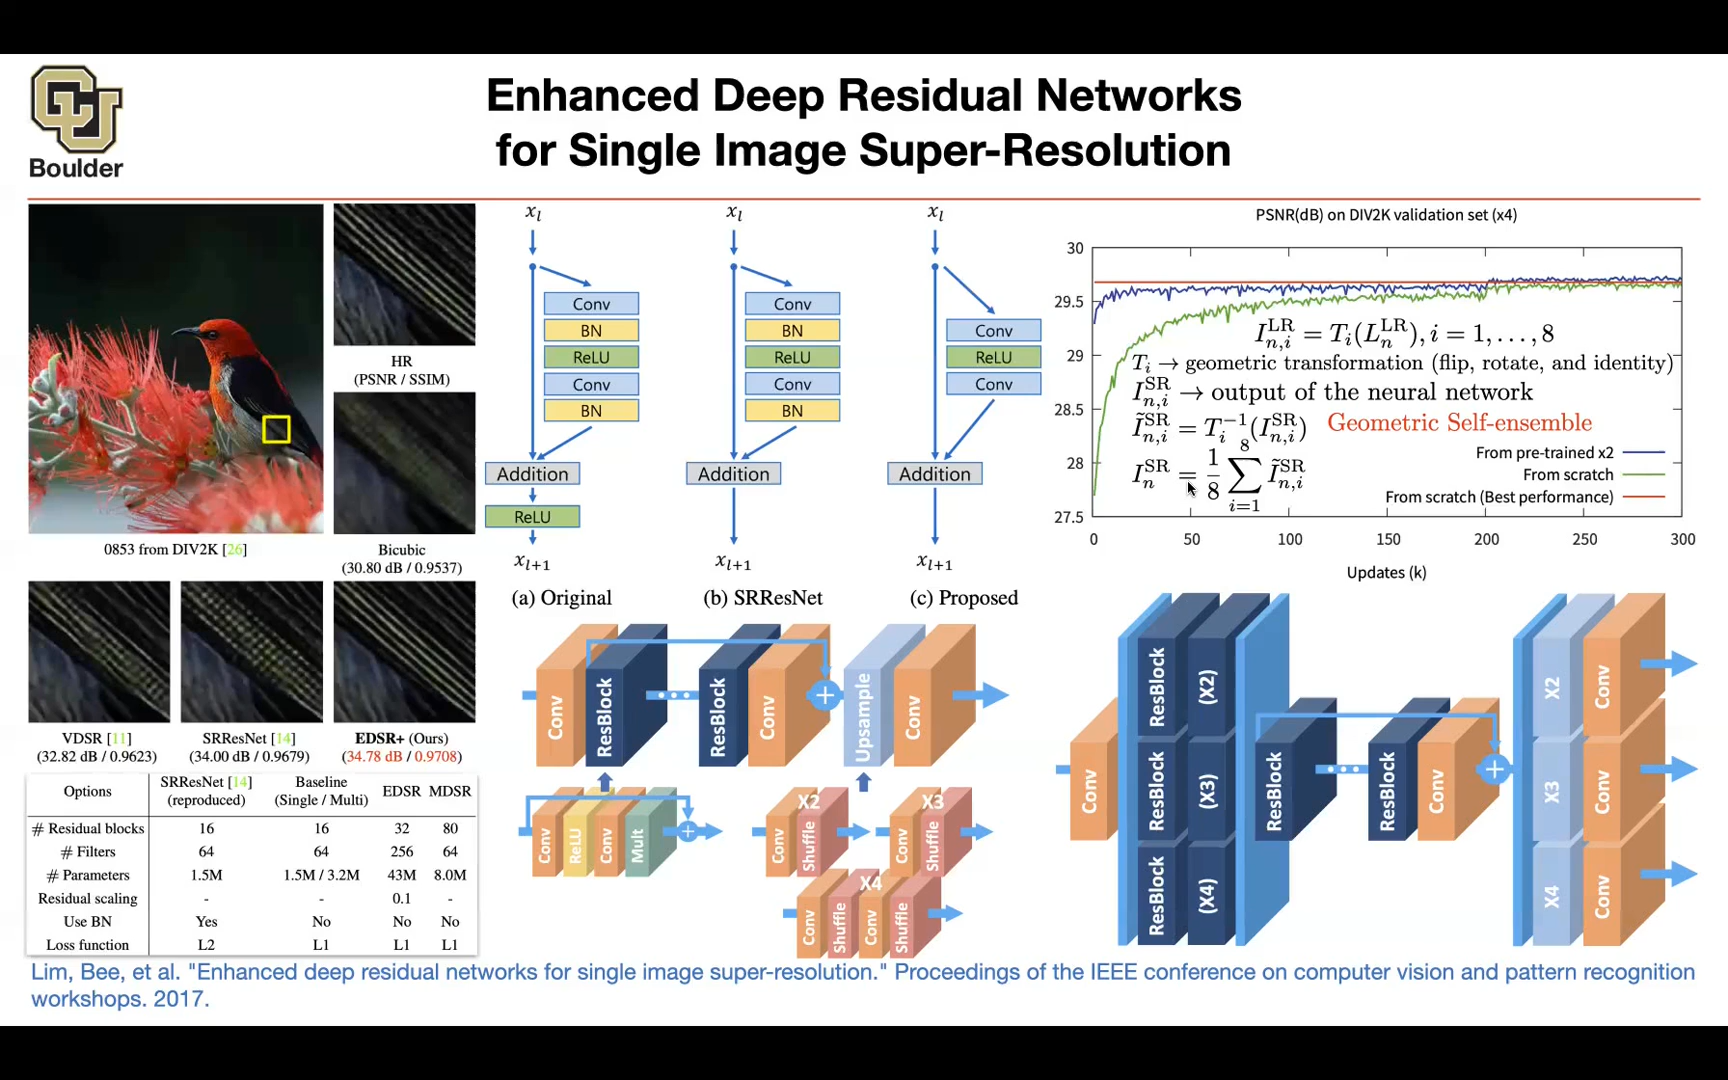 Boulder
Enhanced Deep Residual Networks
for Single Image Super-Resolution
0853 from DIV2K [26]
HR
(PSNR / SSIM)
Bicubic
(30.80 dB / 0.9537)
VDSR [11]
(32.82 dB / 0.9623)
SRResNet [14]
(34.00 dB / 0.9679)
EDSR+ (Ours)
(34.78 dB / 0.9708)
Options SRResNet [14] (reproduced) Baseline (Single / Multi) EDSR MDSR
# Residual blocks 16 16 32 80
# Filters 64 64 256 64
# Parameters 1.5M 1.5M / 3.2M 43M 8.0M
Residual scaling - - 0.1 -
Use BN Yes No No No
Loss function L2 L1 L1 L1
x_l
Conv
BN
ReLU
Conv
BN
Addition
ReLU
x_{l+1}
(a) Original
x_l
Conv
BN
ReLU
Conv
BN
Addition
x_{l+1}
(b) SRResNet
x_l
Conv
ReLU
Conv
Addition
x_{l+1}
(c) Proposed
PSNR(dB) on DIV2K validation set (x4)
30
29.5
29
28.5
28
27.5
0 50 100 150 200 250 300
Updates (k)
I_{n,i}^{LR} = T_i(L_n^{LR}), i = 1, . . . , 8
T_i → geometric transformation (flip, rotate, and identity)
I_{n,i}^{SR} → output of the neural network
Ĩ_{n,i}^{SR} = T_i^{-1}(I_{n,i}^{SR}) Geometric Self-ensemble
I_n^{SR} = 1/8 ∑_{i=1}^{8} Ĩ_{n,i}^{SR}
From pre-trained x2
From scratch
From scratch (Best performance)
Conv
ResBlock
ResBlock
Conv
Upsample
Conv
Conv
ReLU
Conv
Mult
X2
Conv
Shuffle
X3
Conv
Shuffle
X4
Conv
Shuffle
Conv
Shuffle
Conv
ResBlock (X2)
ResBlock (X3)
ResBlock (X4)
ResBlock
ResBlock
Conv
X2 Conv
X3 Conv
X4 Conv
Lim, Bee, et al. "Enhanced deep residual networks for single image super-resolution." Proceedings of the IEEE conference on computer vision and pattern recognition
workshops. 2017.